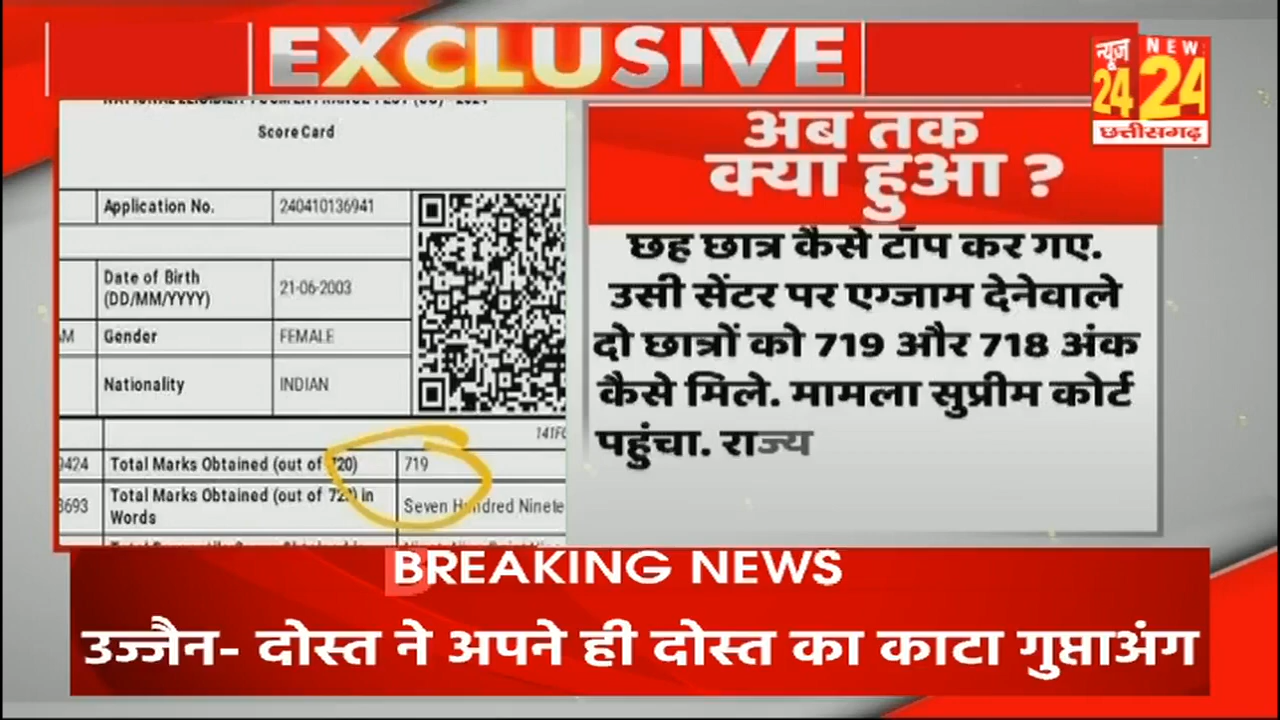 EXCLUSIVE
न्यूज़ 24
NEWS 24
छत्तीसगढ़
Score Card
Application No. 240410136941
Date of Birth
(DD/MM/YYYY) 21-06-2003
Gender FEMALE
Nationality INDIAN
Total Marks Obtained (out of 720) 719
Total Marks Obtained (out of 720) in
Words Seven Hundred Ninete
अब तक
क्या हुआ ?
छह छात्र कैसे टॉप कर गए.
उसी सेंटर पर एग्जाम देनेवाले
दो छात्रों को 719 और 718 अंक
कैसे मिले. मामला सुप्रीम कोर्ट
पहुंचा. राज्य
BREAKING NEWS
उज्जैन- दोस्त ने अपने ही दोस्त का काटा गुप्ताअंग